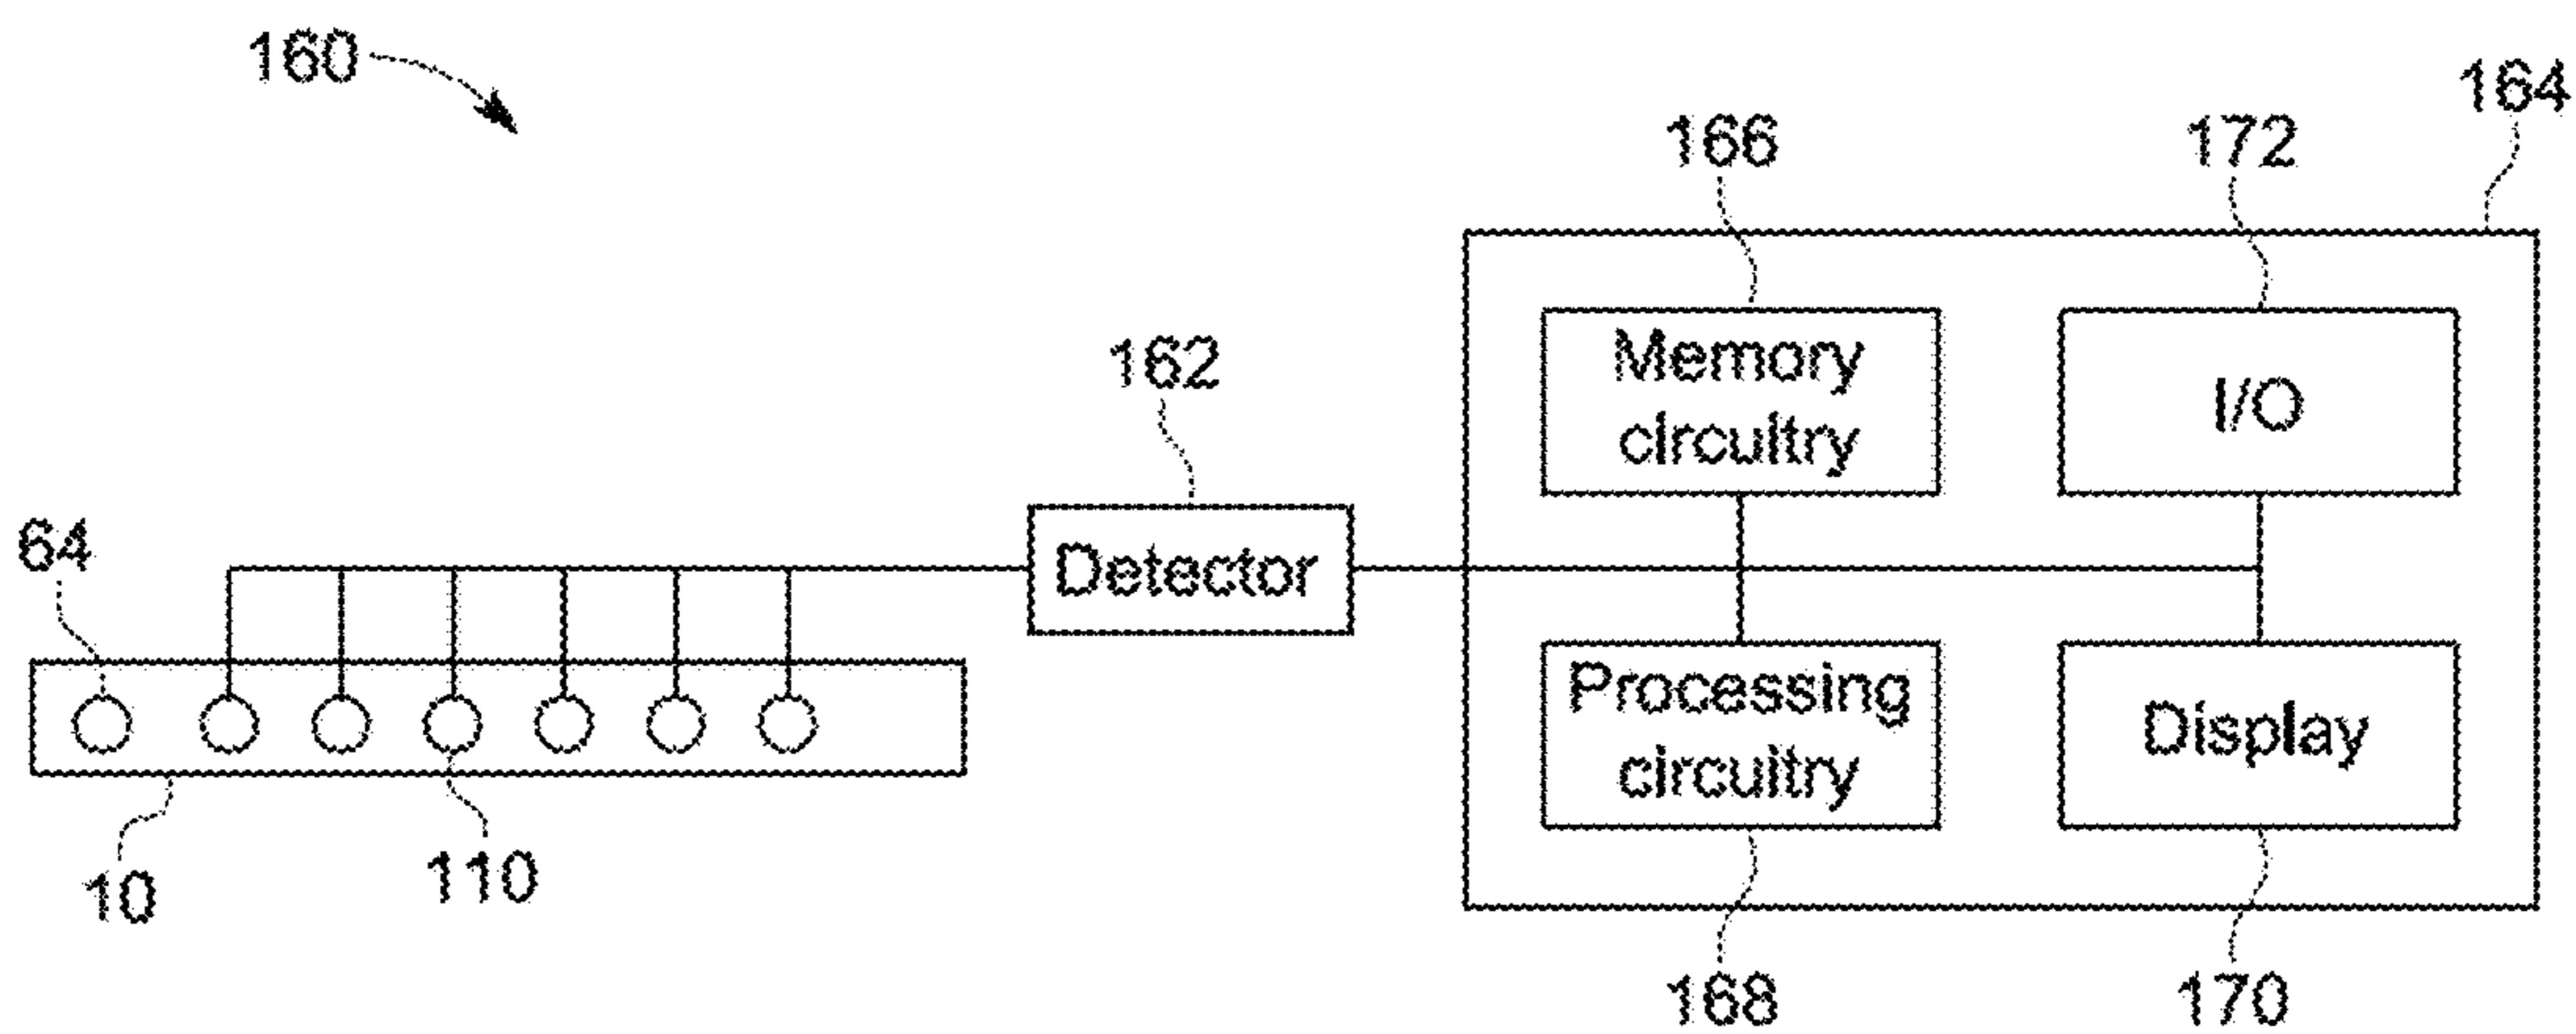 160
164
166
172
Memory
circuitry
I/O
162
Detector
64
Processing
circuitry
Display
10
110
168
170